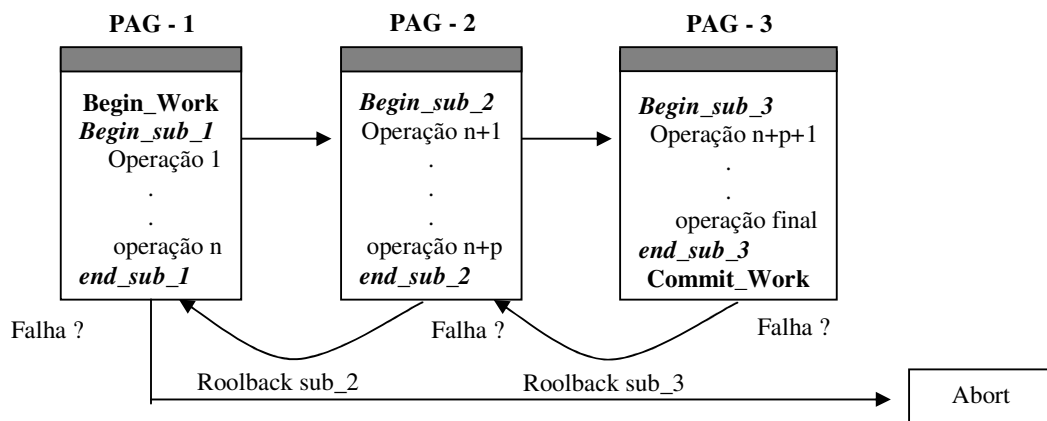 PAG - 1
Begin_Work
Begin_sub_1
Operação 1
.
.
operação n
end_sub_1
PAG - 2
Begin_sub_2
Operação n+1
.
.
operação n+p
end_sub_2
PAG - 3
Begin_sub_3
Operação n+p+1
.
.
operação final
end_sub_3
Commit_Work
Falha ?
Falha ?
Falha ?
Roolback sub_2
Roolback sub_3
Abort